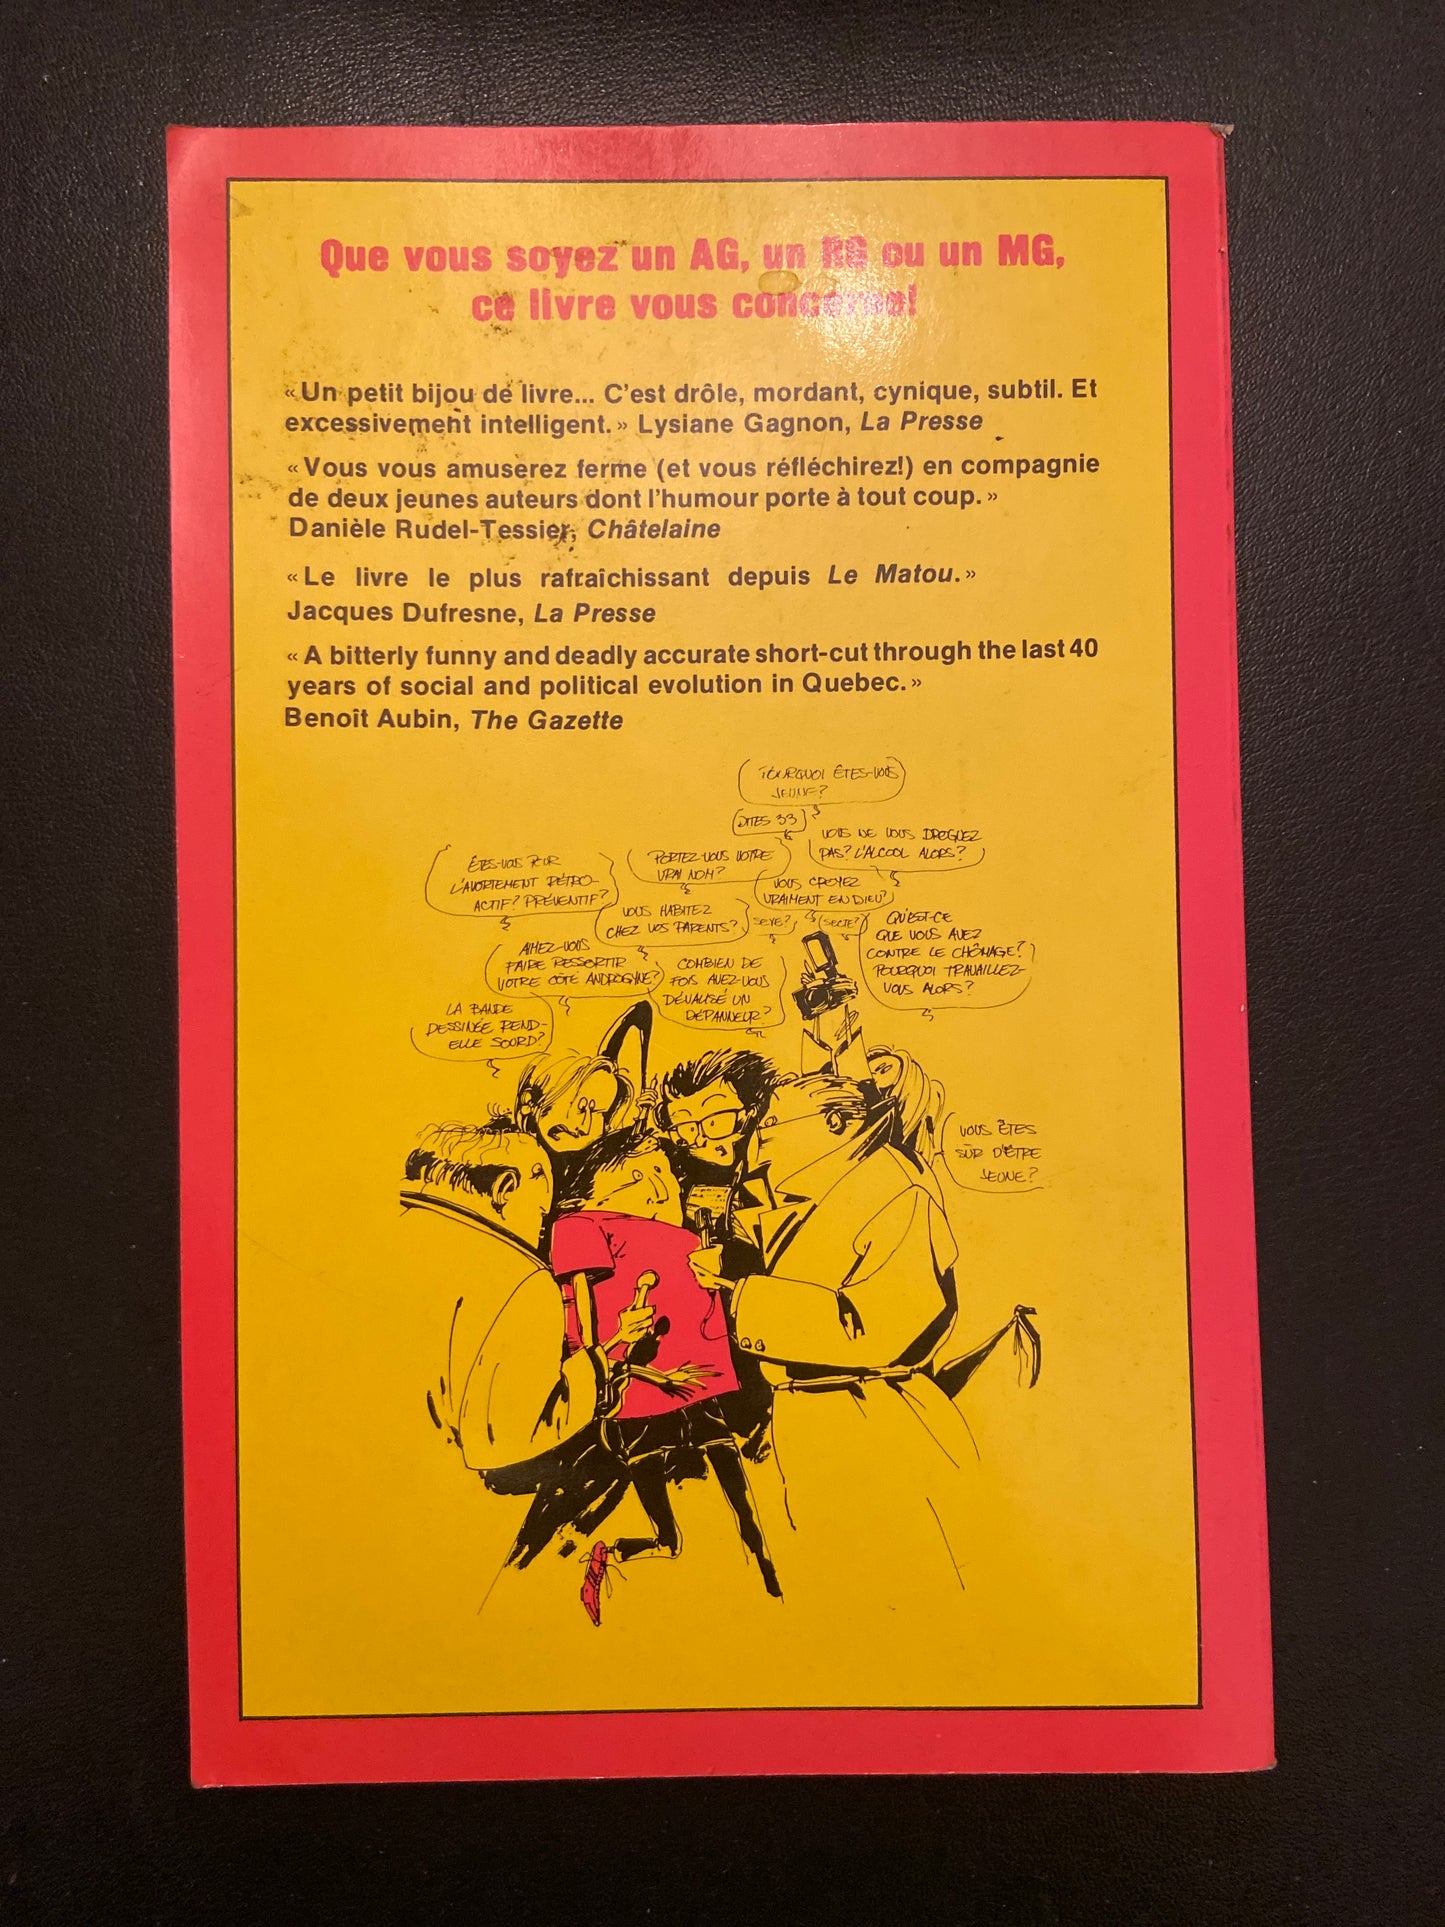 Que vous soyez un AG, un RG ou un MG,
ce livre vous concerne!
« Un petit bijou de livre... C'est drôle, mordant, cynique, subtil. Et
excessivement intelligent. » Lysiane Gagnon, La Presse
« Vous vous amuserez ferme (et vous réfléchirez!) en compagnie
de deux jeunes auteurs dont l'humour porte à tout coup. »
Danièle Rudel-Tessier, Châtelaine
« Le livre le plus rafraîchissant depuis Le Matou. »
Jacques Dufresne, La Presse
« A bitterly funny and deadly accurate short-cut through the last 40
years of social and political evolution in Quebec. »
Benoît Aubin, The Gazette
POURQUOI ÊTES-VOUS
JEUNE?
DITES 33
VOUS NE VOUS DROGUEZ
PAS? L'ALCOOL ALORS?
PORTEZ-VOUS VOTRE
VRAI NOM?
ÊTES-VOUS POUR
L'AVORTEMENT RÉTRO-
ACTIF? PRÉVENTIF?
VOUS CROYEZ
VRAIMENT EN DIEU?
VOUS HABITEZ
CHEZ VOS PARENTS?
SEXE?
SECTE?
QU'EST-CE
QUE VOUS AVEZ
CONTRE LE CHÔMAGE?
POURQUOI TRAVAILLEZ-
VOUS ALORS?
AIMEZ-VOUS
FAIRE RESSORTIR
VOTRE CÔTÉ ANDROGYNE?
COMBIEN DE
FOIS AVEZ-VOUS
DÉVALISÉ UN
DÉPANNEUR?
LA BANDE
DESSINÉE REND-
ELLE SOURD?
VOUS ÊTES
SÛR D'ÊTRE
JEUNE?